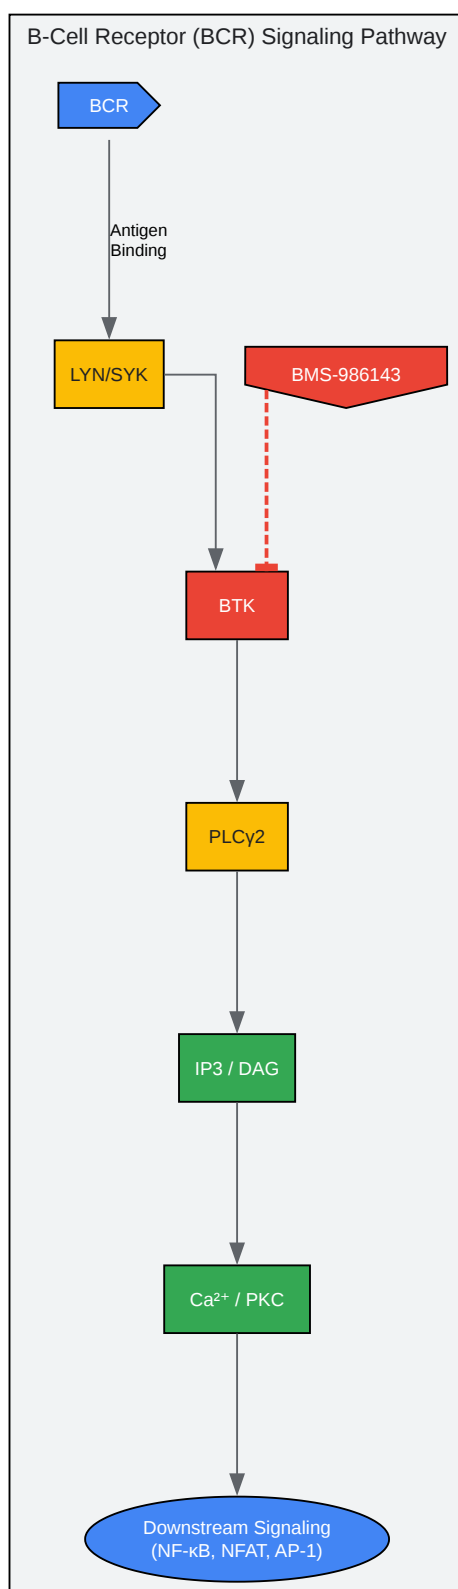 B-Cell Receptor (BCR) Signaling Pathway
BCR
Antigen
Binding
LYN/SYK
BMS-986143
BTK
PLCγ2
IP3 / DAG
Ca²⁺ / PKC
Downstream Signaling
(NF-κB, NFAT, AP-1)